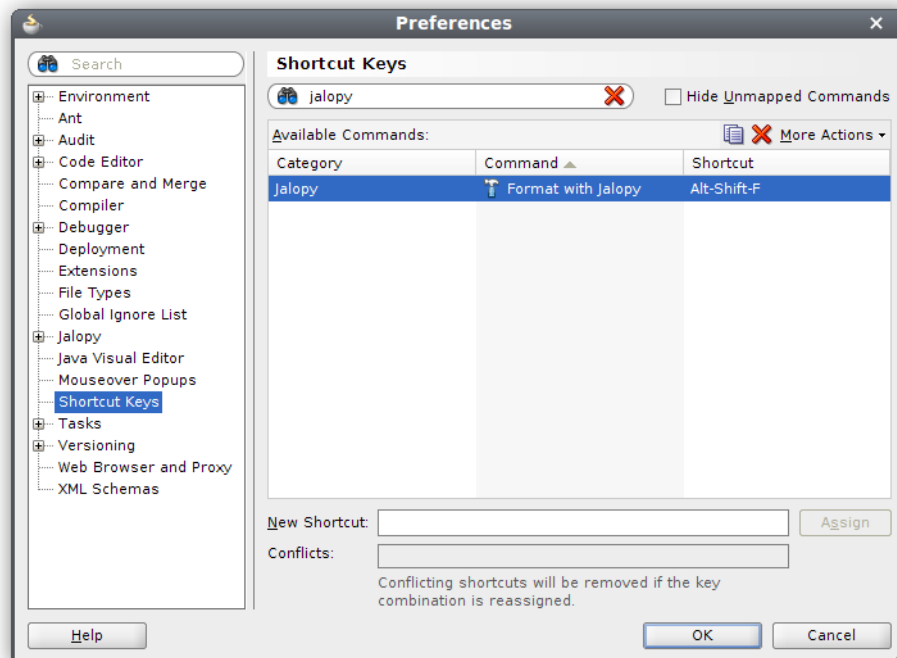 Preferences
Search
Environment
Ant
Audit
Code Editor
Compare and Merge
Compiler
Debugger
Deployment
Extensions
File Types
Global Ignore List
Jalopy
Java Visual Editor
Mouseover Popups
Shortcut Keys
Tasks
Versioning
Web Browser and Proxy
XML Schemas
Shortcut Keys
jalopy
Hide Unmapped Commands
Available Commands:
More Actions
Category Command Shortcut
Jalopy Format with Jalopy Alt-Shift-F
New Shortcut:
Assign
Conflicts:
Conflicting shortcuts will be removed if the key
combination is reassigned.
Help
OK
Cancel